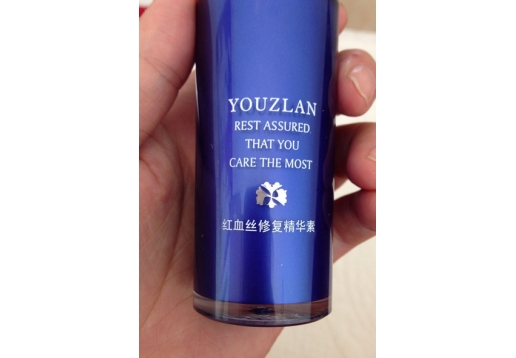 YOUZLAN
REST ASSURED
THAT YOU
CARE THE MOST
红血丝修复精华素